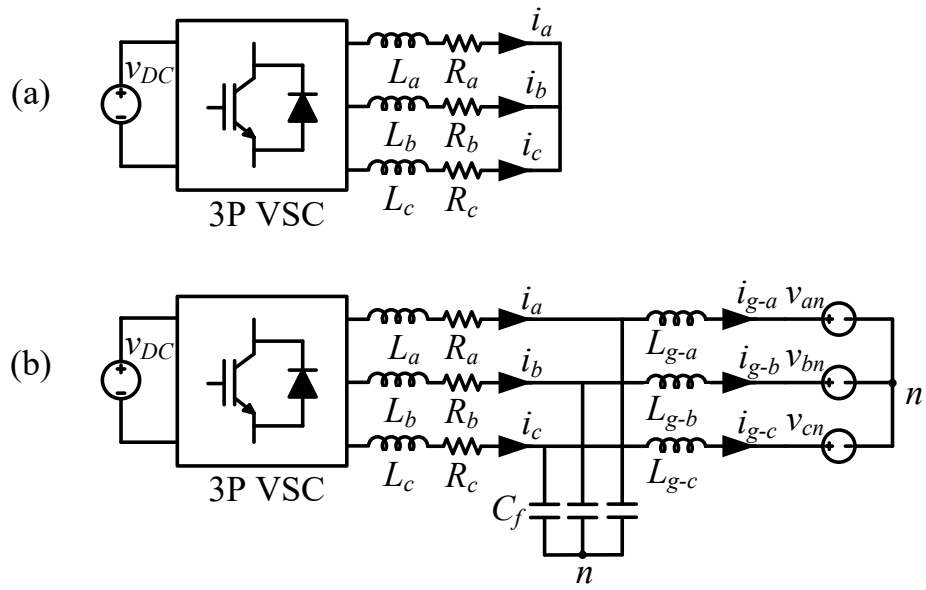 (a)
v_DC
i_a
L_a R_a
i_b
L_b R_b
i_c
L_c R_c
3P VSC
(b)
v_DC
i_a
i_g-a v_an
L_a R_a
L_g-a
i_b
i_g-b v_bn
n
L_b R_b
L_g-b
i_c
i_g-c v_cn
L_c R_c
L_g-c
3P VSC
C_f
n